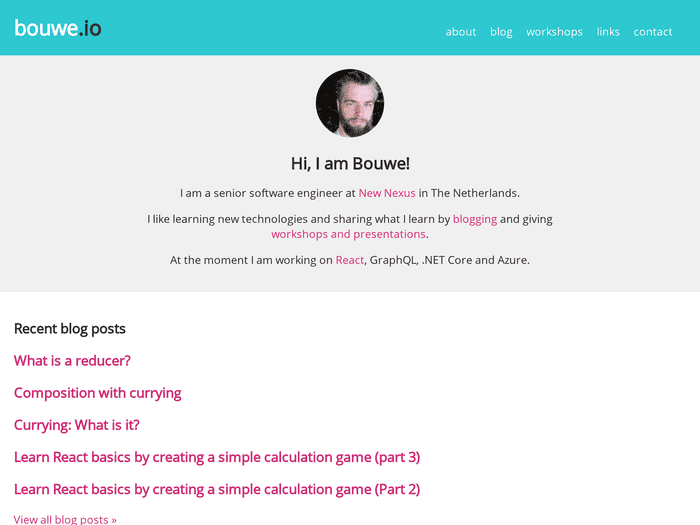 bouwe.io
about blog workshops links contact
Hi, I am Bouwe!
I am a senior software engineer at New Nexus in The Netherlands.
I like learning new technologies and sharing what I learn by blogging and giving
workshops and presentations.
At the moment I am working on React, GraphQL, .NET Core and Azure.
Recent blog posts
What is a reducer?
Composition with currying
Currying: What is it?
Learn React basics by creating a simple calculation game (part 3)
Learn React basics by creating a simple calculation game (Part 2)
View all blog posts »